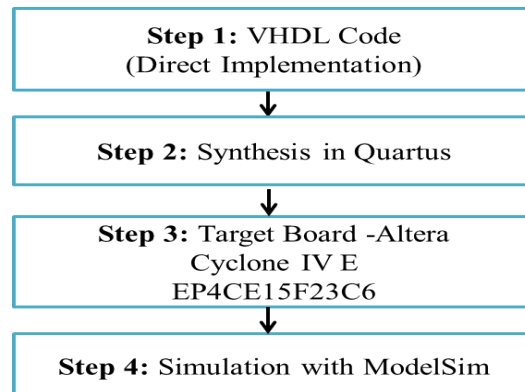 Step 1: VHDL Code
(Direct Implementation)
Step 2: Synthesis in Quartus
Step 3: Target Board -Altera
Cyclone IV E
EP4CE15F23C6
Step 4: Simulation with ModelSim